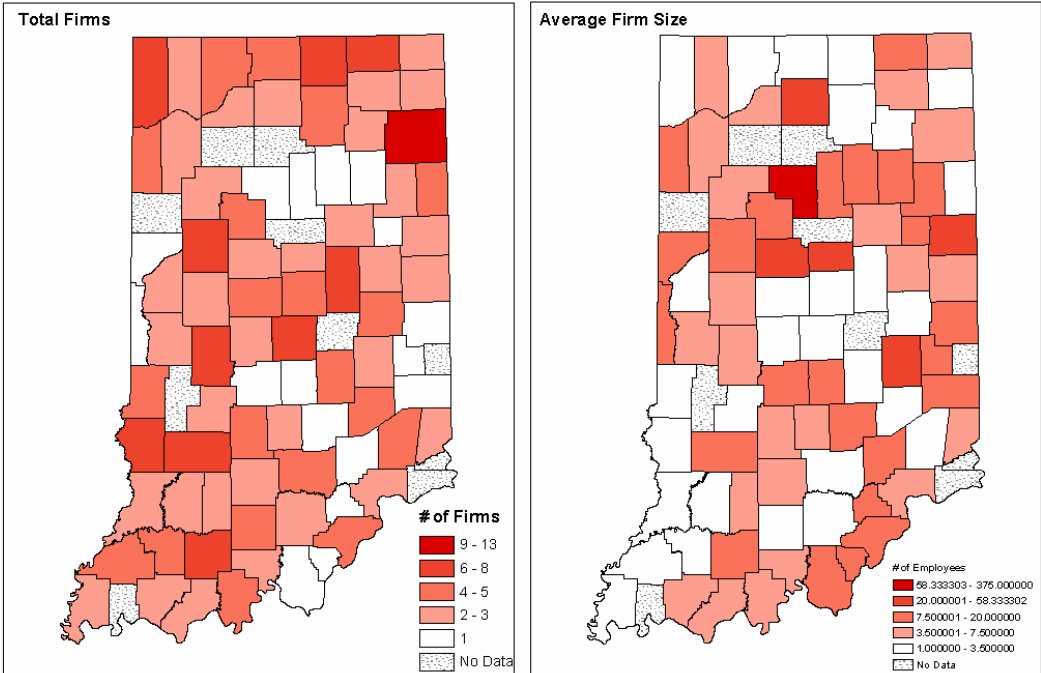 Total Firms
# of Firms
9 - 13
6 - 8
4 - 5
2 - 3
1
No Data
Average Firm Size
# of Employees
58.333303 - 375.000000
20.000001 - 58.333302
7.500001 - 20.000000
3.500001 - 7.500000
1.000000 - 3.500000
No Data